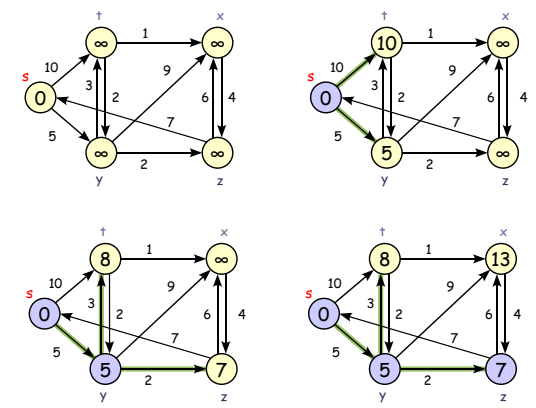 t x t x
1 1
∞ ∞ 10 ∞
s 10 9 s 10 9
3 2 6 4 3 2 6 4
0 0
5 7 5 7
∞ 2 ∞ 5 2 ∞
y z y z
t x t x
1 1
8 ∞ 8 13
s 10 9 s 10 9
3 2 6 4 3 2 6 4
0 0
5 7 5 7
5 2 7 5 2 7
y z y z